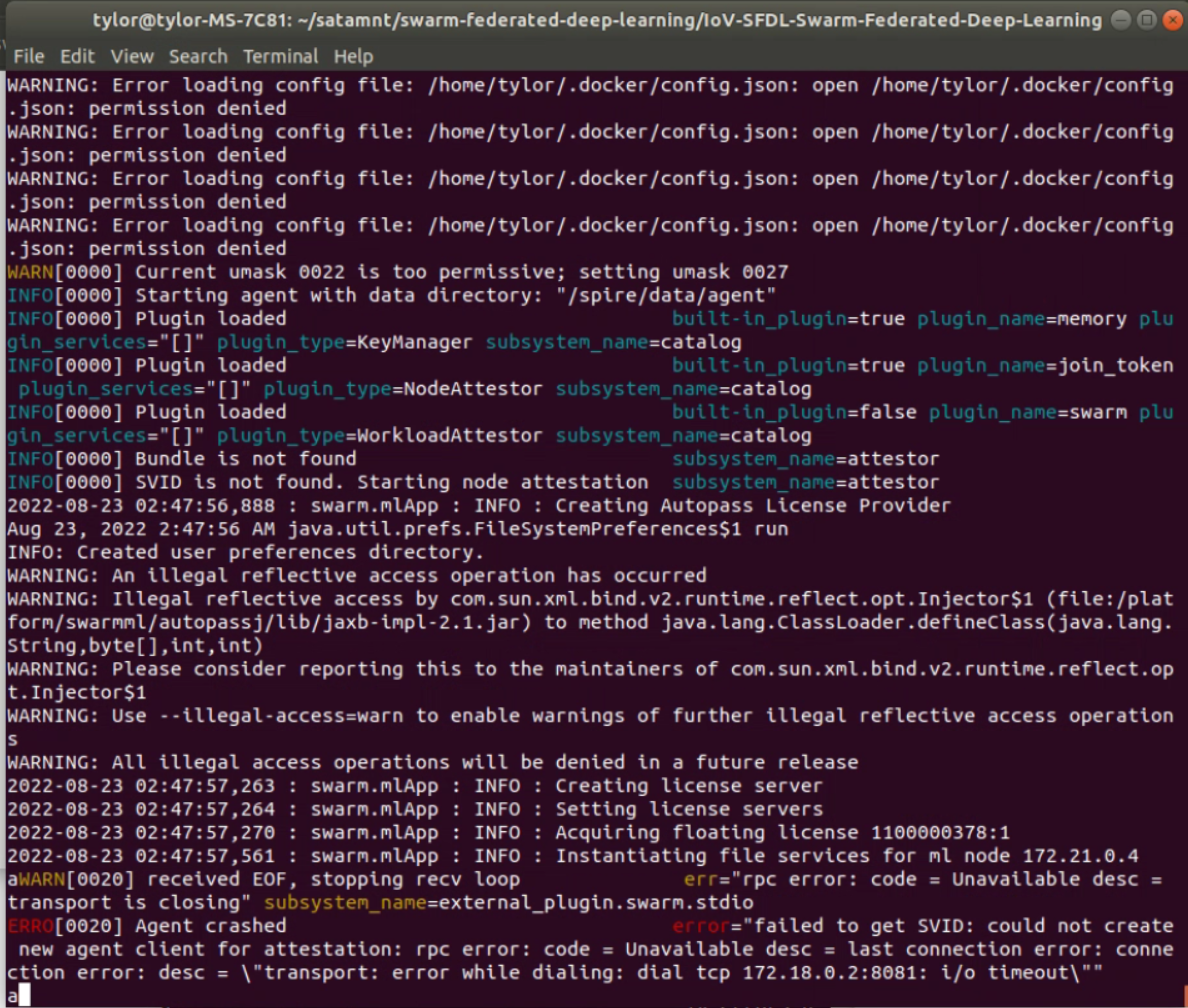 tylor@tylor-MS-7C81: ~/satamnt/swarm-federated-deep-learning/IoV-SFDL-Swarm-Federated-Deep-Learning
File Edit View Search Terminal Help
WARNING: Error loading config file: /home/tylor/.docker/config.json: open /home/tylor/.docker/config
.json: permission denied
WARNING: Error loading config file: /home/tylor/.docker/config.json: open /home/tylor/.docker/config
.json: permission denied
WARNING: Error loading config file: /home/tylor/.docker/config.json: open /home/tylor/.docker/config
.json: permission denied
WARNING: Error loading config file: /home/tylor/.docker/config.json: open /home/tylor/.docker/config
.json: permission denied
WARN[0000] Current umask 0022 is too permissive; setting umask 0027
INFO[0000] Starting agent with data directory: "/spire/data/agent"
INFO[0000] Plugin loaded built-in_plugin=true plugin_name=memory plu
gin_services="[]" plugin_type=KeyManager subsystem_name=catalog
INFO[0000] Plugin loaded built-in_plugin=true plugin_name=join_token
plugin_services="[]" plugin_type=NodeAttestor subsystem_name=catalog
INFO[0000] Plugin loaded built-in_plugin=false plugin_name=swarm plu
gin_services="[]" plugin_type=WorkloadAttestor subsystem_name=catalog
INFO[0000] Bundle is not found subsystem_name=attestor
INFO[0000] SVID is not found. Starting node attestation subsystem_name=attestor
2022-08-23 02:47:56,888 : swarm.mlApp : INFO : Creating Autopass License Provider
Aug 23, 2022 2:47:56 AM java.util.prefs.FileSystemPreferences$1 run
INFO: Created user preferences directory.
WARNING: An illegal reflective access operation has occurred
WARNING: Illegal reflective access by com.sun.xml.bind.v2.runtime.reflect.opt.Injector$1 (file:/plat
form/swarmml/autopassj/lib/jaxb-impl-2.1.jar) to method java.lang.ClassLoader.defineClass(java.lang.
String,byte[],int,int)
WARNING: Please consider reporting this to the maintainers of com.sun.xml.bind.v2.runtime.reflect.op
t.Injector$1
WARNING: Use --illegal-access=warn to enable warnings of further illegal reflective access operation
s
WARNING: All illegal access operations will be denied in a future release
2022-08-23 02:47:57,263 : swarm.mlApp : INFO : Creating license server
2022-08-23 02:47:57,264 : swarm.mlApp : INFO : Setting license servers
2022-08-23 02:47:57,270 : swarm.mlApp : INFO : Acquiring floating license 1100000378:1
2022-08-23 02:47:57,561 : swarm.mlApp : INFO : Instantiating file services for ml node 172.21.0.4
aWARN[0020] received EOF, stopping recv loop err="rpc error: code = Unavailable desc =
transport is closing" subsystem_name=external_plugin.swarm.stdio
ERRO[0020] Agent crashed error="failed to get SVID: could not create
new agent client for attestation: rpc error: code = Unavailable desc = last connection error: conne
ction error: desc = \"transport: error while dialing: dial tcp 172.18.0.2:8081: i/o timeout\""
a